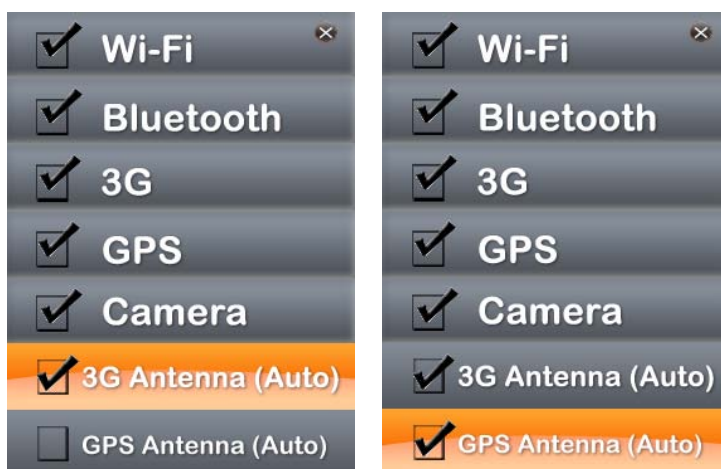 Wi-Fi
Bluetooth
3G
GPS
Camera
3G Antenna (Auto)
GPS Antenna (Auto)
Wi-Fi
Bluetooth
3G
GPS
Camera
3G Antenna (Auto)
GPS Antenna (Auto)